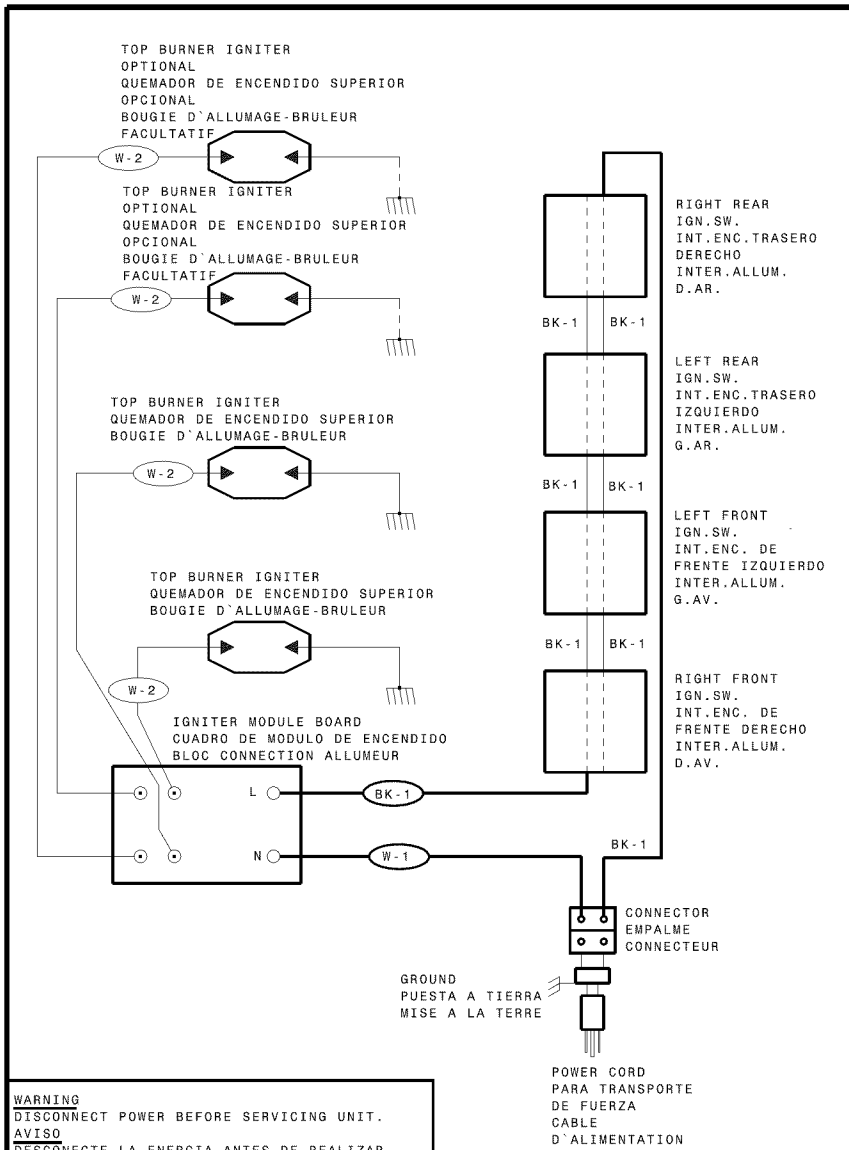 TOP BURNER IGNITER
OPTIONAL
QUEMADOR DE ENCENDIDO SUPERIOR
OPCIONAL
BOUGIE D`ALLUMAGE-BRULEUR
FACULTATIF
W-2
TOP BURNER IGNITER
OPTIONAL
QUEMADOR DE ENCENDIDO SUPERIOR
OPCIONAL
BOUGIE D`ALLUMAGE-BRULEUR
FACULTATIF
W-2
TOP BURNER IGNITER
QUEMADOR DE ENCENDIDO SUPERIOR
BOUGIE D`ALLUMAGE-BRULEUR
W-2
TOP BURNER IGNITER
QUEMADOR DE ENCENDIDO SUPERIOR
BOUGIE D`ALLUMAGE-BRULEUR
W-2
IGNITER MODULE BOARD
CUADRO DE MODULO DE ENCENDIDO
BLOC CONNECTION ALLUMEUR
L
BK-1
N
W-1
RIGHT REAR
IGN.SW.
INT.ENC.TRASERO
DERECHO
INTER.ALLUM.
D.AR.
BK-1 BK-1
LEFT REAR
IGN.SW.
INT.ENC.TRASERO
IZQUIERDO
INTER.ALLUM.
G.AR.
BK-1 BK-1
LEFT FRONT
IGN.SW.
INT.ENC. DE
FRENTE IZQUIERDO
INTER.ALLUM.
G.AV.
BK-1 BK-1
RIGHT FRONT
IGN.SW.
INT.ENC. DE
FRENTE DERECHO
INTER.ALLUM.
D.AV.
BK-1
CONNECTOR
EMPALME
CONNECTEUR
GROUND
PUESTA A TIERRA
MISE A LA TERRE
POWER CORD
PARA TRANSPORTE
DE FUERZA
CABLE
D`ALIMENTATION
WARNING
DISCONNECT POWER BEFORE SERVICING UNIT.
AVISO
DESCONECTE LA ENERGIA ANTES DE REALIZAR